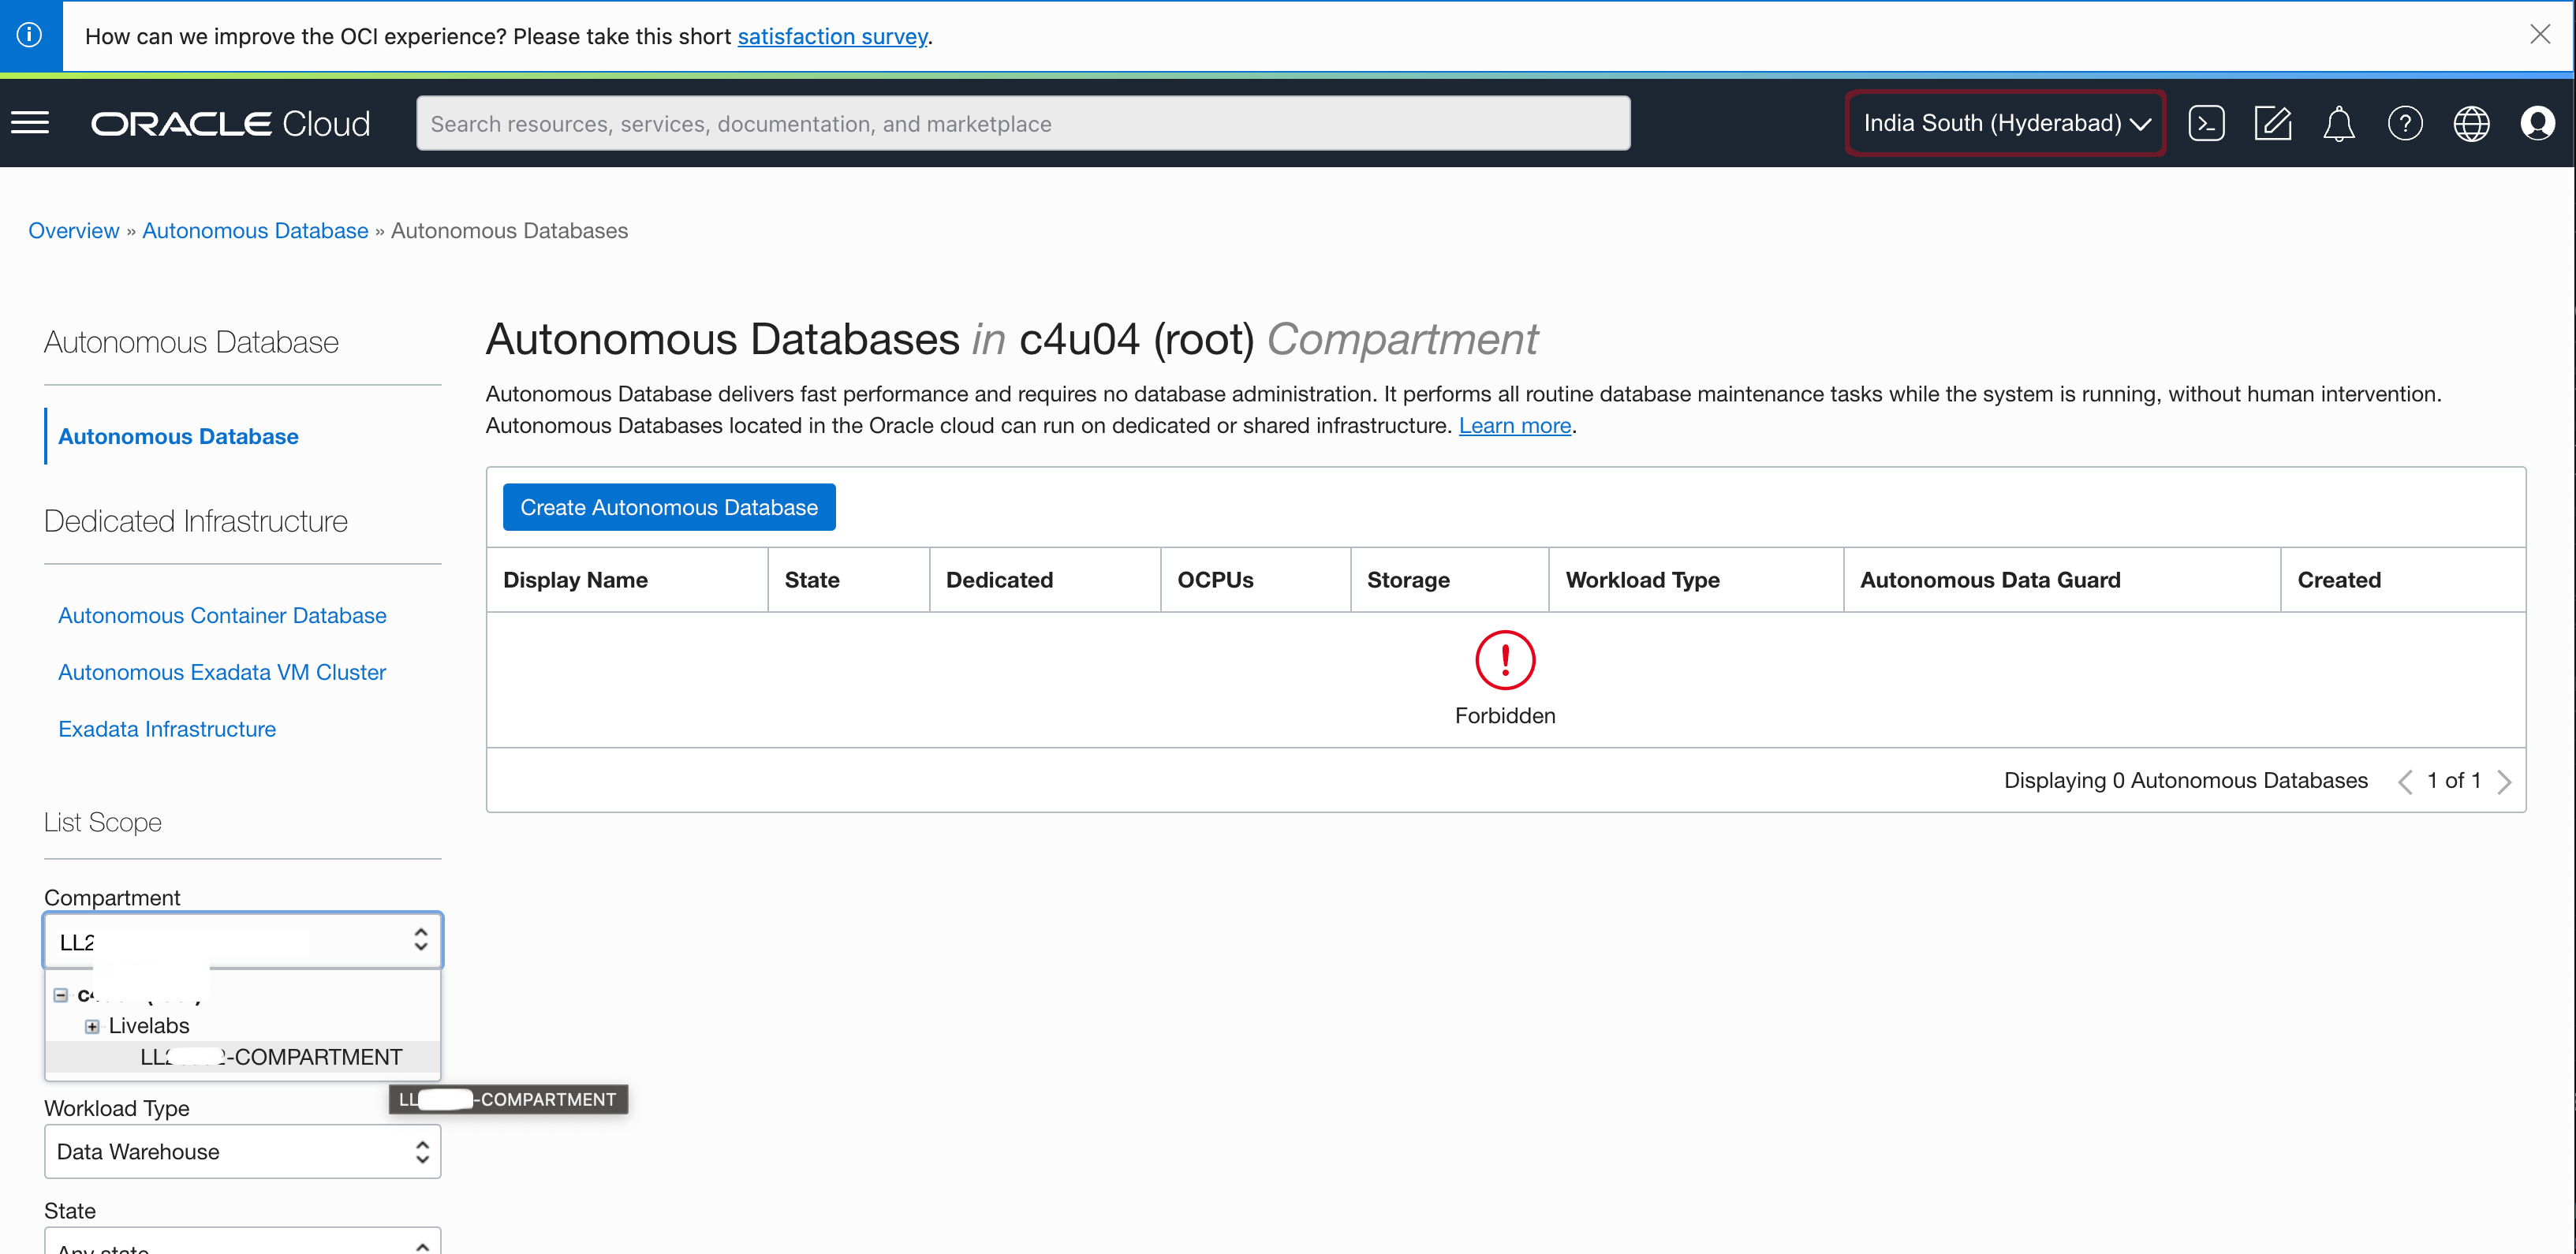 How can we improve the OCI experience? Please take this short satisfaction survey.
ORACLE Cloud
Search resources, services, documentation, and marketplace
India South (Hyderabad)
Overview » Autonomous Database » Autonomous Databases
Autonomous Database
Autonomous Database
Dedicated Infrastructure
Autonomous Container Database
Autonomous Exadata VM Cluster
Exadata Infrastructure
List Scope
Compartment
LL2
Livelabs
-COMPARTMENT
LL -COMPARTMENT
Workload Type
Data Warehouse
State
Any state
Autonomous Databases in c4u04 (root) Compartment
Autonomous Database delivers fast performance and requires no database administration. It performs all routine database maintenance tasks while the system is running, without human intervention.
Autonomous Databases located in the Oracle cloud can run on dedicated or shared infrastructure. Learn more.
Create Autonomous Database
Display Name State Dedicated OCPUs Storage Workload Type Autonomous Data Guard Created
Forbidden
Displaying 0 Autonomous Databases 1 of 1